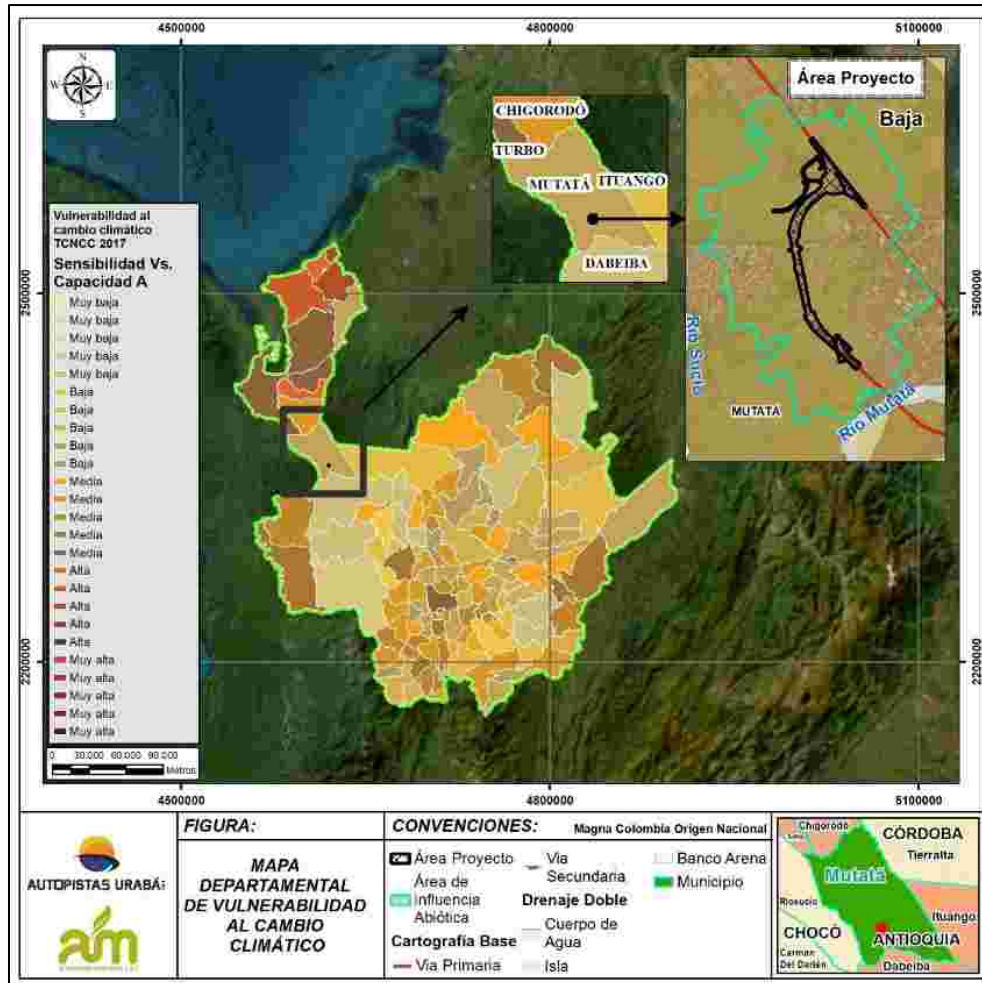 4500000
4800000
5100000
N
W
E
S
Área Proyecto
Baja
CHIGORODÓ
TURBO
MUTATÁ
ITUANGO
DABEIBA
Río Sucio
MUTATÁ
Río Mutatá
Vulnerabilidad al
cambio climático
TCNCC 2017
Sensibilidad Vs.
Capacidad A
Muy baja
Muy baja
Muy baja
Muy baja
Muy baja
Baja
Baja
Baja
Baja
Baja
Media
Media
Media
Media
Media
Alta
Alta
Alta
Alta
Alta
Muy alta
Muy alta
Muy alta
Muy alta
Muy alta
0 30.000 60.000 90.000
Metros
2500000
2500000
2200000
2200000
4500000
4800000
5100000
AUTOPISTAS URABÁ
FIGURA:
MAPA
DEPARTAMENTAL
DE VULNERABILIDAD
AL CAMBIO
CLIMÁTICO
CONVENCIONES:
Magna Colombia Origen Nacional
Área Proyecto
Área de
Influencia
Abiótica
Cartografía Base
Via Primaria
Via
Secundaria
Drenaje Doble
Cuerpo de
Agua
Isla
Banco Arena
Municipio
Chigorodó
CÓRDOBA
Tierralta
Mutatá
Riosucio
Ituango
CHOCÓ
ANTIOQUIA
Carmen
Del Darién
Dabeiba